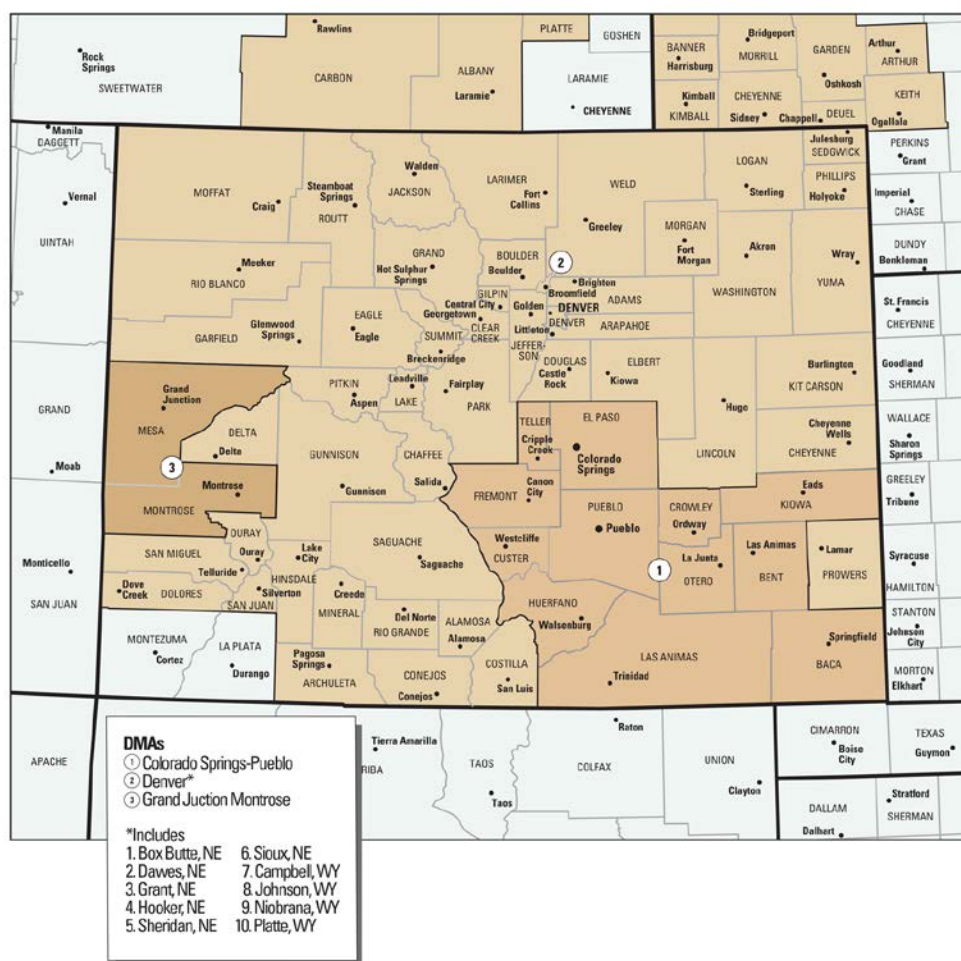 Rawlins
PLATTE
GOSHEN
Rock Springs
SWEETWATER
CARBON
ALBANY
Laramie
LARAMIE
CHEYENNE
BANNER
Harrisburg
Bridgeport
MORRILL
GARDEN
Oshkosh
Arthur
ARTHUR
Kimball
KIMBALL
CHEYENNE
Sidney
Chappell
DEUEL
KEITH
Ogallala
Manila
DAGGETT
Vernal
UINTAH
MOFFAT
Craig
Steamboat Springs
ROUTT
Walden
JACKSON
LARIMER
Fort Collins
WELD
Greeley
LOGAN
Sterling
Julesburg
SEDGWICK
PHILLIPS
Holyoke
PERKINS
Grant
Imperial
CHASE
DUNDY
Benkleman
Meeker
RIO BLANCO
GRAND
Hot Sulphur Springs
BOULDER
Boulder
2
MORGAN
Fort Morgan
Akron
WASHINGTON
Wray
YUMA
St. Francis
CHEYENNE
GARFIELD
Glenwood Springs
EAGLE
Eagle
SUMMIT
Breckenridge
GILPIN
Central City
Georgetown
CLEAR CREEK
Golden
Littleton
JEFFER-
SON
Brighton
Broomfield
ADAMS
DENVER
DENVER
ARAPAHOE
GRAND
Moab
Grand Junction
MESA
DELTA
Delta
3
PITKIN
Aspen
Leadville
LAKE
Fairplay
PARK
DOUGLAS
Castle Rock
ELBERT
Kiowa
Hugo
LINCOLN
Burlington
KIT CARSON
Cheyenne Wells
CHEYENNE
Goodland
SHERMAN
WALLACE
Sharon Springs
GUNNISON
Gunnison
CHAFFEE
Salida
TELLER
Cripple Creek
EL PASO
Colorado Springs
Montrose
MONTROSE
FREMONT
Canon City
PUEBLO
Pueblo
CROWLEY
Ordway
Eads
KIOWA
GREELEY
Tribune
Monticello
SAN JUAN
SAN MIGUEL
Telluride
OURAY
Ouray
Dove Creek
DOLORES
SAN JUAN
Silverton
Lake City
HINSDALE
SAGUACHE
Saguache
Westcliffe
CUSTER
1
La Junta
OTERO
Las Animas
BENT
Lamar
PROWERS
Syracuse
HAMILTON
Creede
MINERAL
Del Norte
RIO GRANDE
ALAMOSA
Alamosa
HUERFANO
Walsenburg
STANTON
Johnson City
MONTEZUMA
Cortez
LA PLATA
Durango
Pagosa Springs
ARCHULETA
CONEJOS
Conejos
COSTILLA
San Luis
LAS ANIMAS
Trinidad
Springfield
BACA
MORTON
Elkhart
APACHE
Tierra Amarilla
RIBA
TAOS
Taos
Raton
COLFAX
UNION
Clayton
CIMARRON
Boise City
TEXAS
Guymon
DALLAM
Dalhart
Stratford
SHERMAN
DMAs
1 Colorado Springs-Pueblo
2 Denver*
3 Grand Juction Montrose
*Includes
1. Box Butte, NE
2. Dawes, NE
3. Grant, NE
4. Hooker, NE
5. Sheridan, NE
6. Sioux, NE
7. Campbell, WY
8. Johnson, WY
9. Niobrana, WY
10. Platte, WY